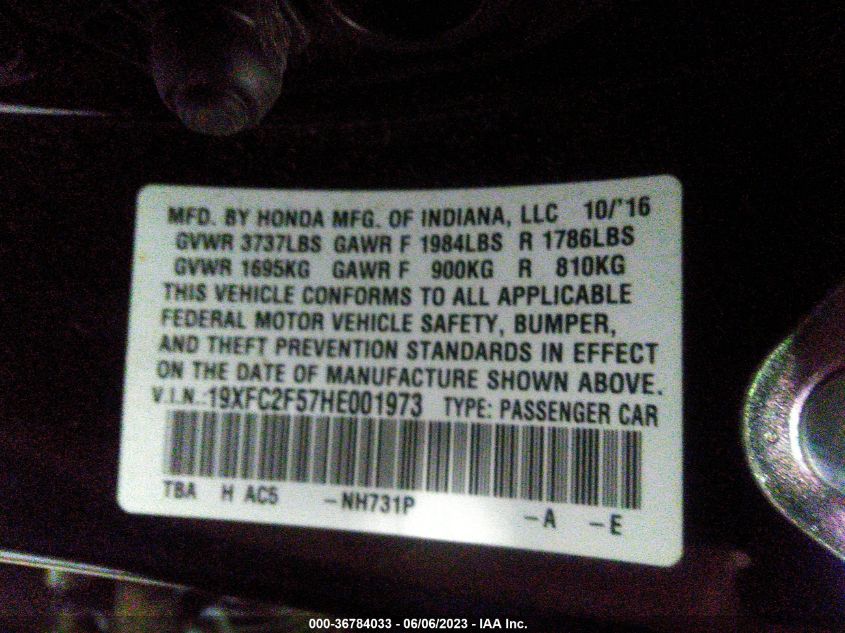 MFD. BY HONDA MFG. OF INDIANA, LLC 10/'16
GVWR 3737LBS GAWR F 1984LBS R 1786LBS
GVWR 1695KG GAWR F 900KG R 810KG
THIS VEHICLE CONFORMS TO ALL APPLICABLE
FEDERAL MOTOR VEHICLE SAFETY, BUMPER,
AND THEFT PREVENTION STANDARDS IN EFFECT
ON THE DATE OF MANUFACTURE SHOWN ABOVE.
V.I.N.:19XFC2F57HE001973 TYPE: PASSENGER CAR
TBA H AC5 -NH731P -A -E
000-36784033 - 06/06/2023 - IAA Inc.